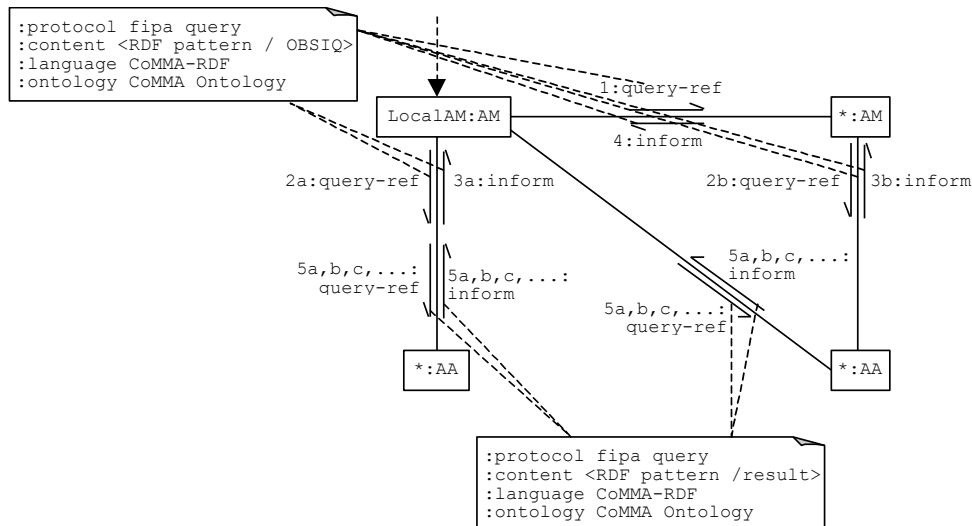 :protocol fipa query
:content <RDF pattern / OBSIQ>
:language CoMMA-RDF
:ontology CoMMA Ontology
1:query-ref
LocalAM:AM
*:AM
4:inform
2a:query-ref
3a:inform
2b:query-ref
3b:inform
5a,b,c,...:
query-ref
5a,b,c,...:
inform
5a,b,c,...:
inform
5a,b,c,...:
query-ref
*:AA
*:AA
:protocol fipa query
:content <RDF pattern /result>
:language CoMMA-RDF
:ontology CoMMA Ontology